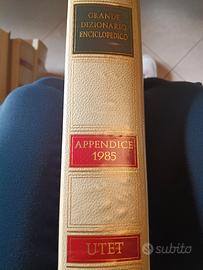 GRANDE
DIZIONARIO
ENCICLOPEDICO
APPENDICE
1985
UTET
subito